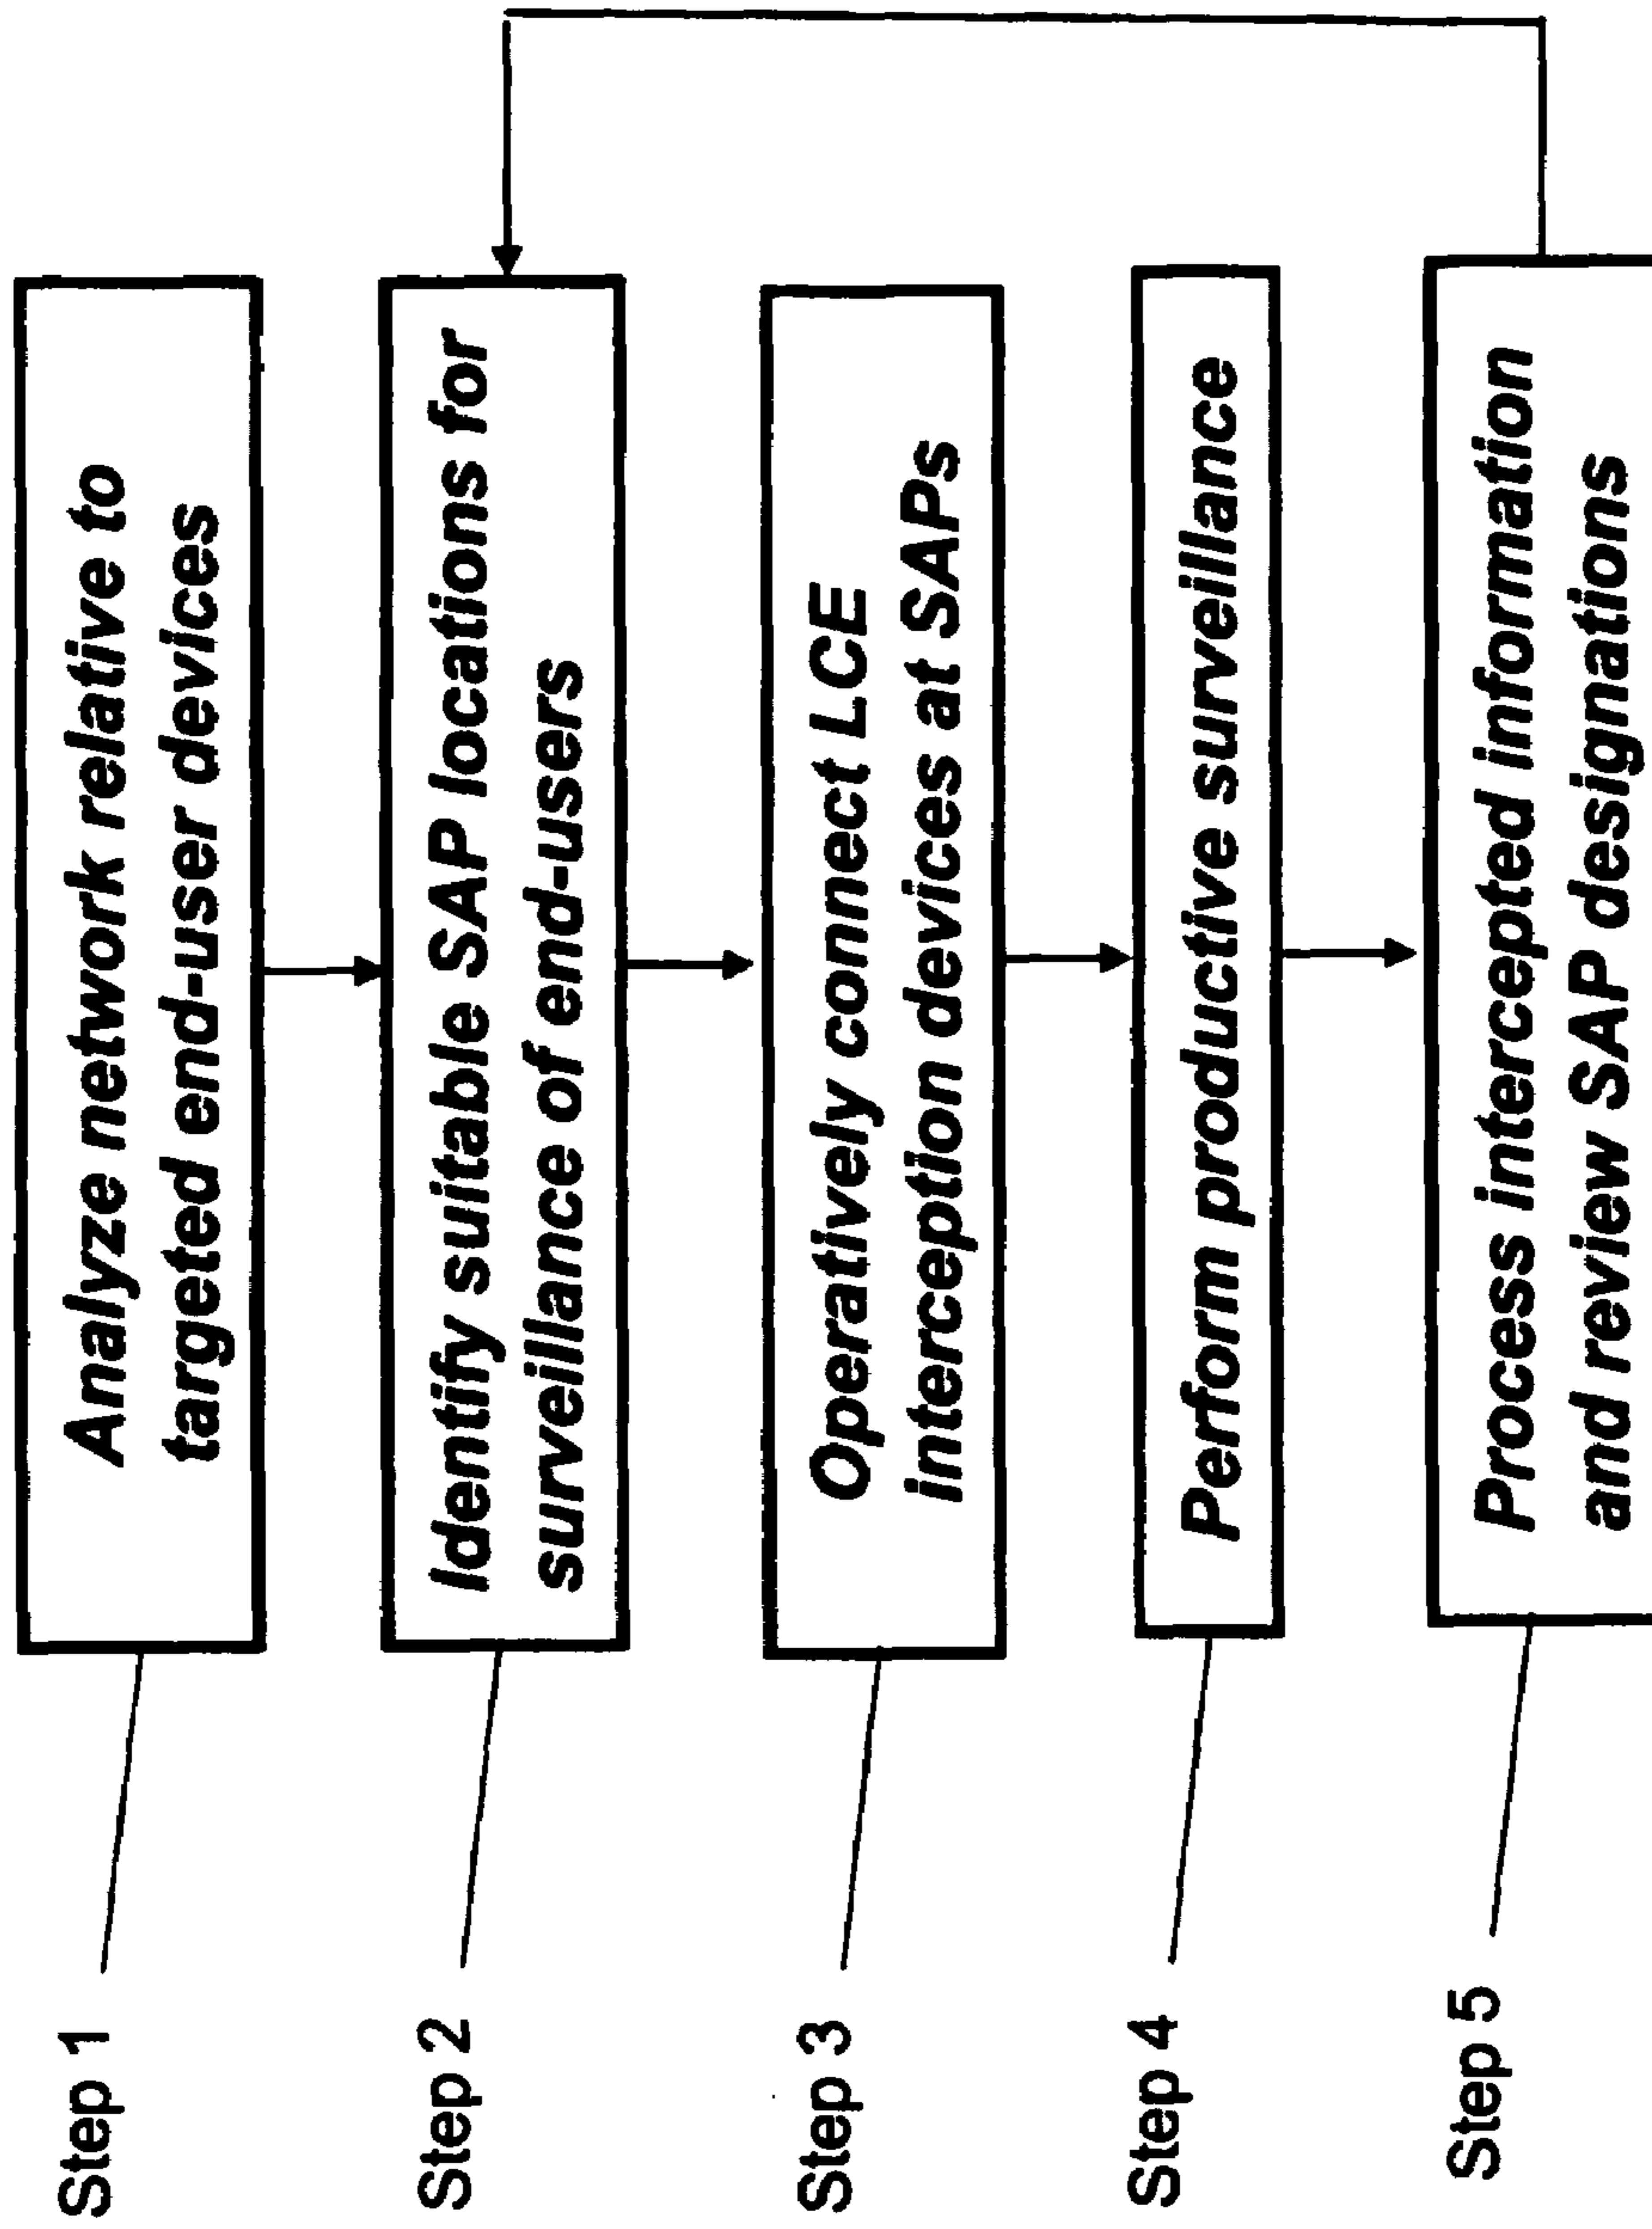 Step 1
Analyze network relative to
targeted end-user devices
Step 2
Identify suitable SAP locations for
surveillance of end-users
Step 3
Operatively connect LCE
interception devices at SAPs
Step 4
Perform productive surveillance
Step 5
Process intercepted information
and review SAP designations